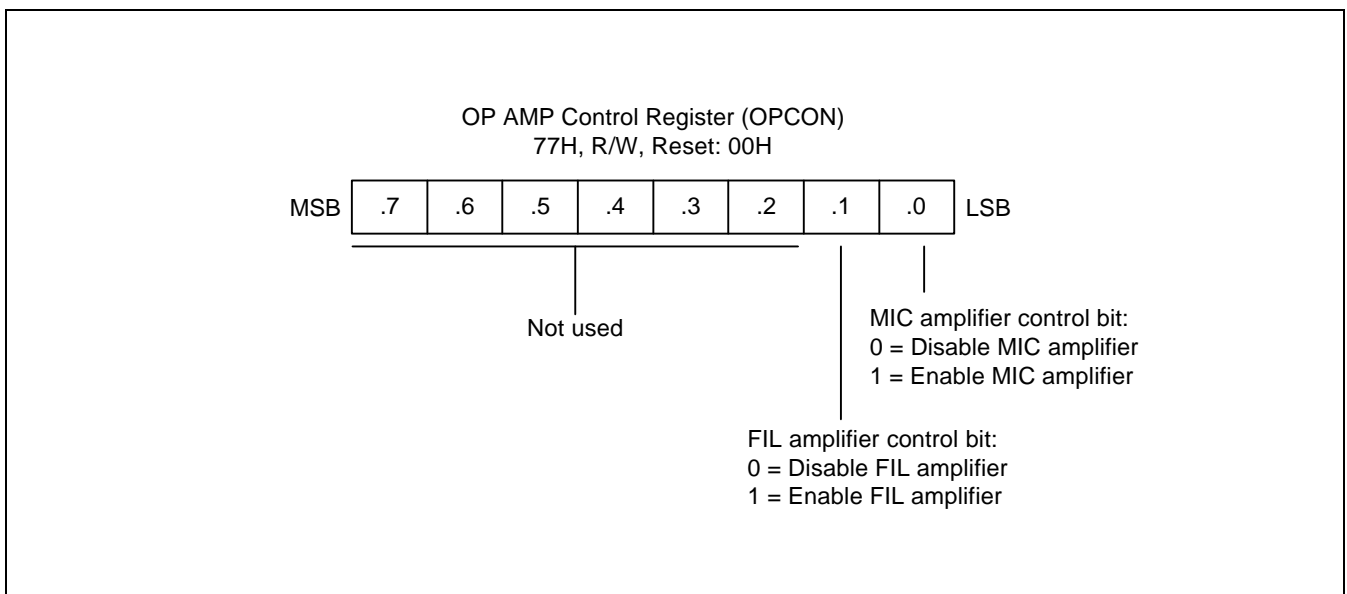 OP AMP Control Register (OPCON)
77H, R/W, Reset: 00H
MSB .7 .6 .5 .4 .3 .2 .1 .0 LSB
Not used
MIC amplifier control bit:
0 = Disable MIC amplifier
1 = Enable MIC amplifier
FIL amplifier control bit:
0 = Disable FIL amplifier
1 = Enable FIL amplifier